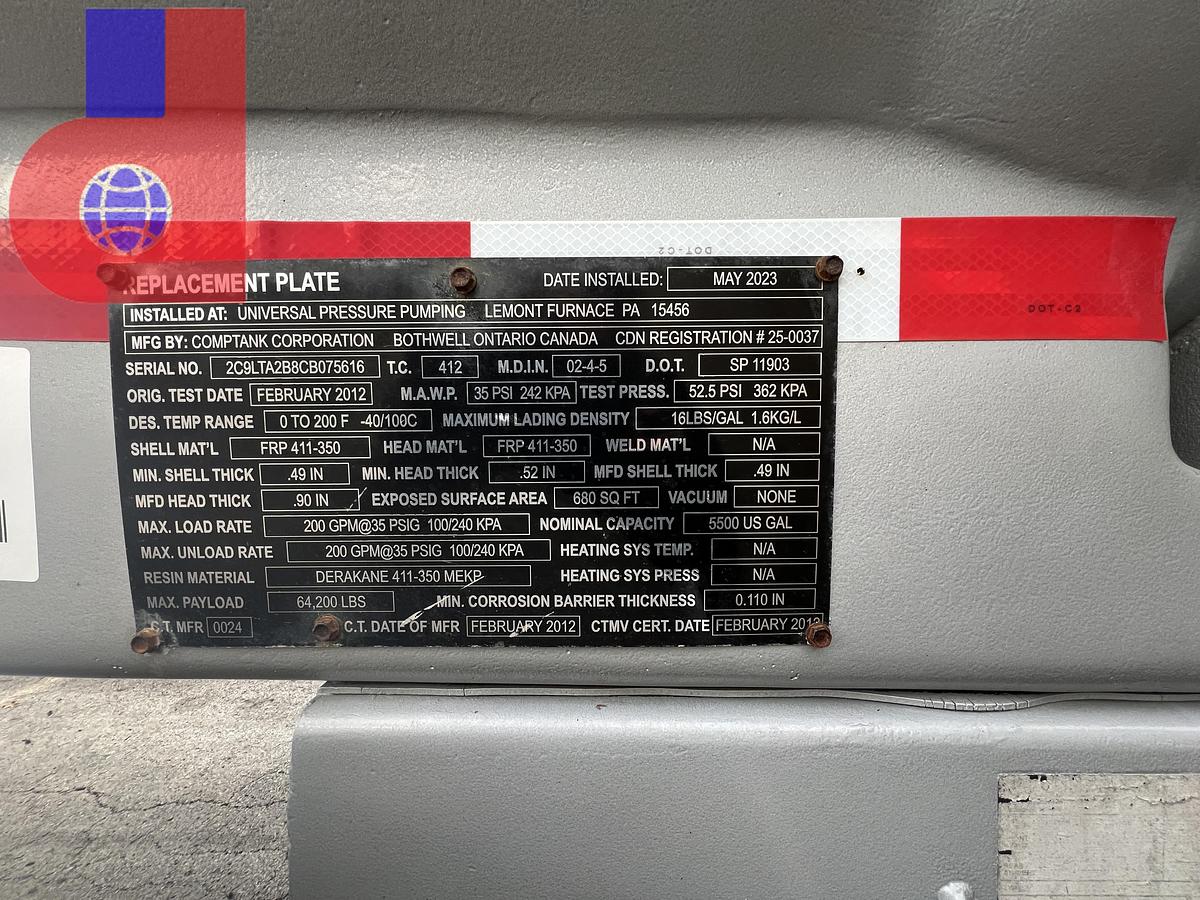 DOT-C2
REPLACEMENT PLATE DATE INSTALLED: MAY 2023
INSTALLED AT: UNIVERSAL PRESSURE PUMPING LEMONT FURNACE PA 15456
DOT-C2
MFG BY: COMPTANK CORPORATION BOTHWELL ONTARIO CANADA CDN REGISTRATION # 25-0037
SERIAL NO. 2C9LTA2B8CB075616 T.C. 412 M.D.I.N. 02-4-5 D.O.T. SP 11903
ORIG. TEST DATE FEBRUARY 2012 M.A.W.P. 35 PSI 242 KPA TEST PRESS. 52.5 PSI 362 KPA
DES. TEMP RANGE 0 TO 200 F -40/100C MAXIMUM LADING DENSITY 16LBS/GAL 1.6KG/L
SHELL MAT'L FRP 411-350 HEAD MAT'L FRP 411-350 WELD MAT'L N/A
MIN. SHELL THICK .49 IN MIN. HEAD THICK .52 IN MFD SHELL THICK .49 IN
MFD HEAD THICK .90 IN EXPOSED SURFACE AREA 680 SQ FT VACUUM NONE
MAX. LOAD RATE 200 GPM@35 PSIG 100/240 KPA NOMINAL CAPACITY 5500 US GAL
MAX. UNLOAD RATE 200 GPM@35 PSIG 100/240 KPA HEATING SYS TEMP. N/A
RESIN MATERIAL DERAKANE 411-350 MEKP HEATING SYS PRESS N/A
MAX. PAYLOAD 64,200 LBS MIN. CORROSION BARRIER THICKNESS 0.110 IN
C.T. MFR 0024 C.T. DATE OF MFR FEBRUARY 2012 CTMV CERT. DATE FEBRUARY 2012